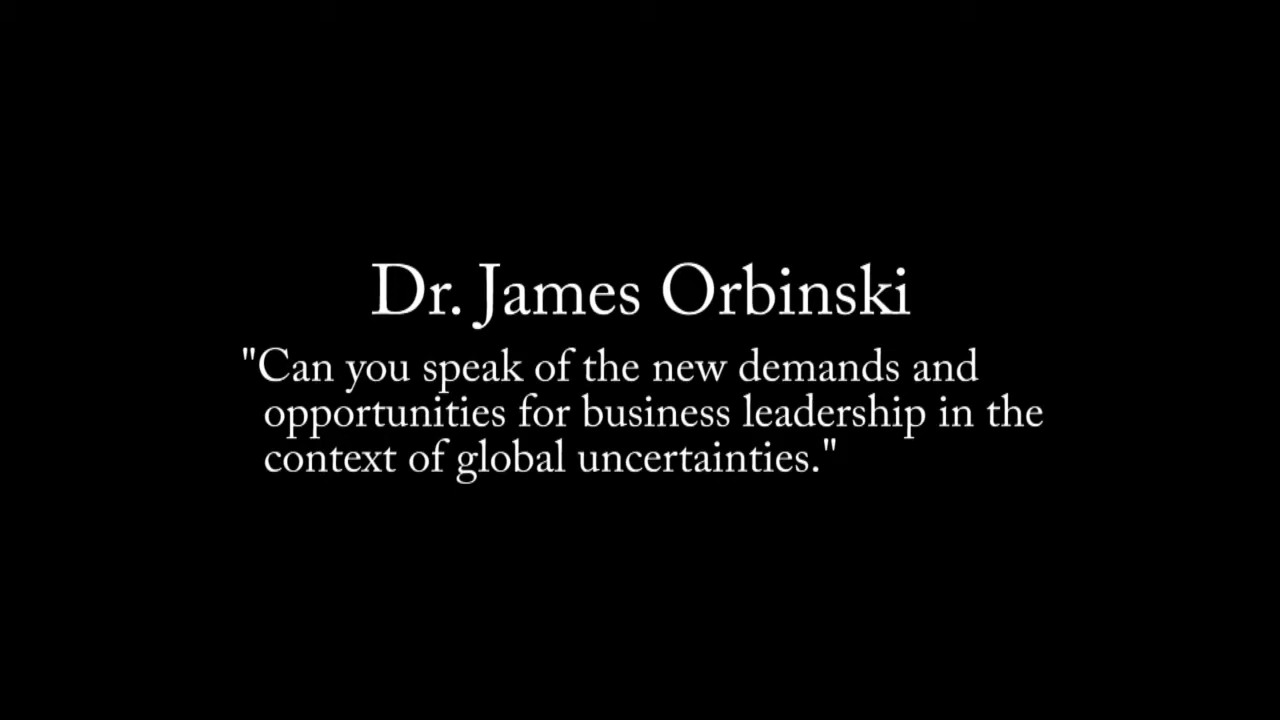 Dr. James Orbinski
"Can you speak of the new demands and
opportunities for business leadership in the
context of global uncertainties."